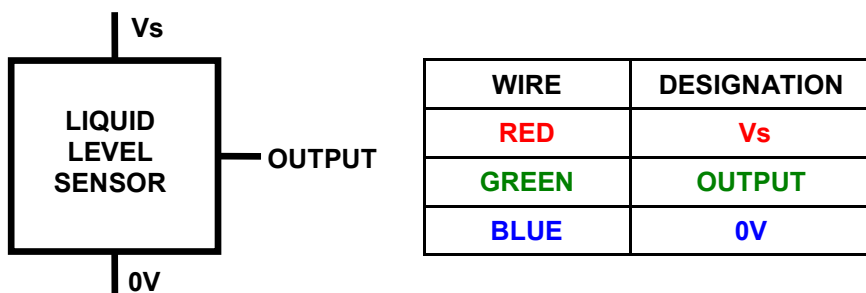 Vs
LIQUID
LEVEL
SENSOR
OUTPUT
0V
WIRE DESIGNATION
RED Vs
GREEN OUTPUT
BLUE 0V